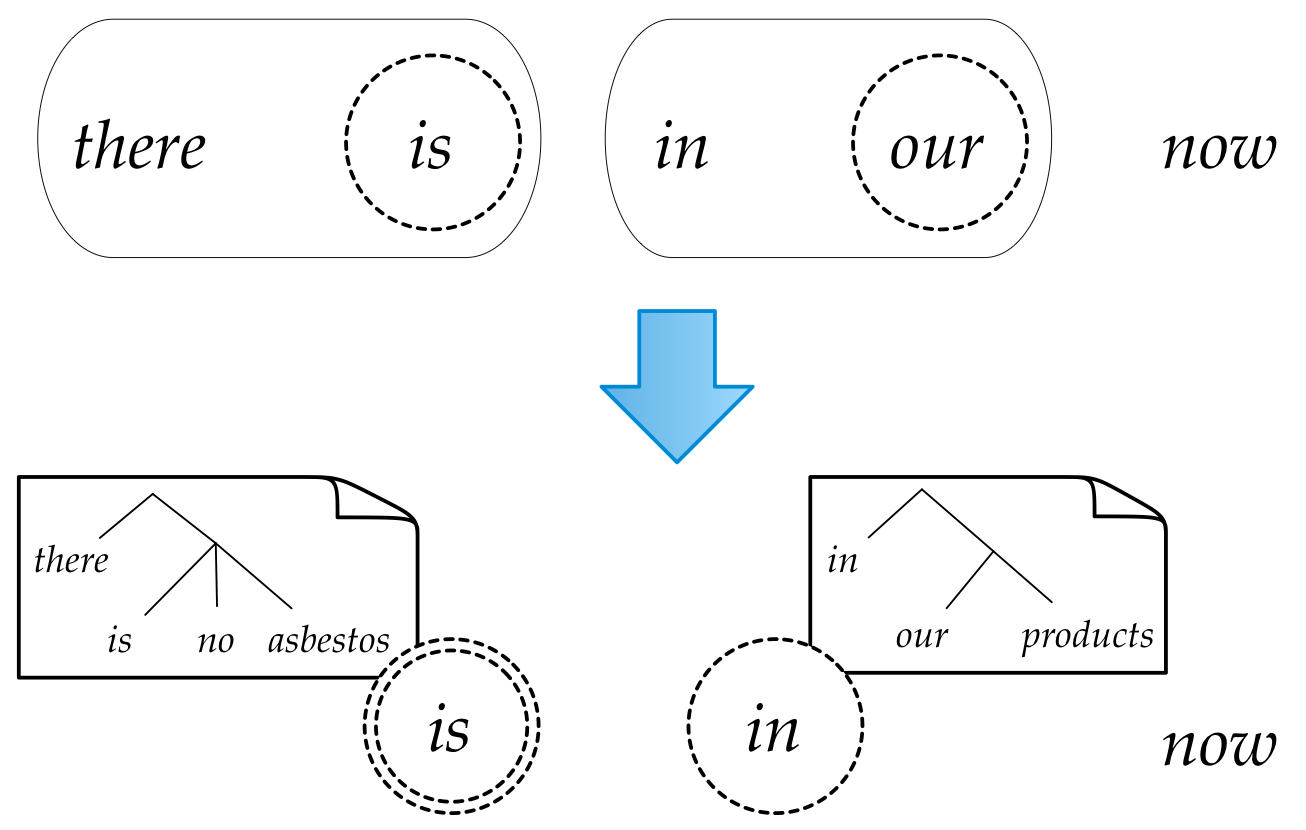 there is in our now
there in
is no asbestos our products
is in now